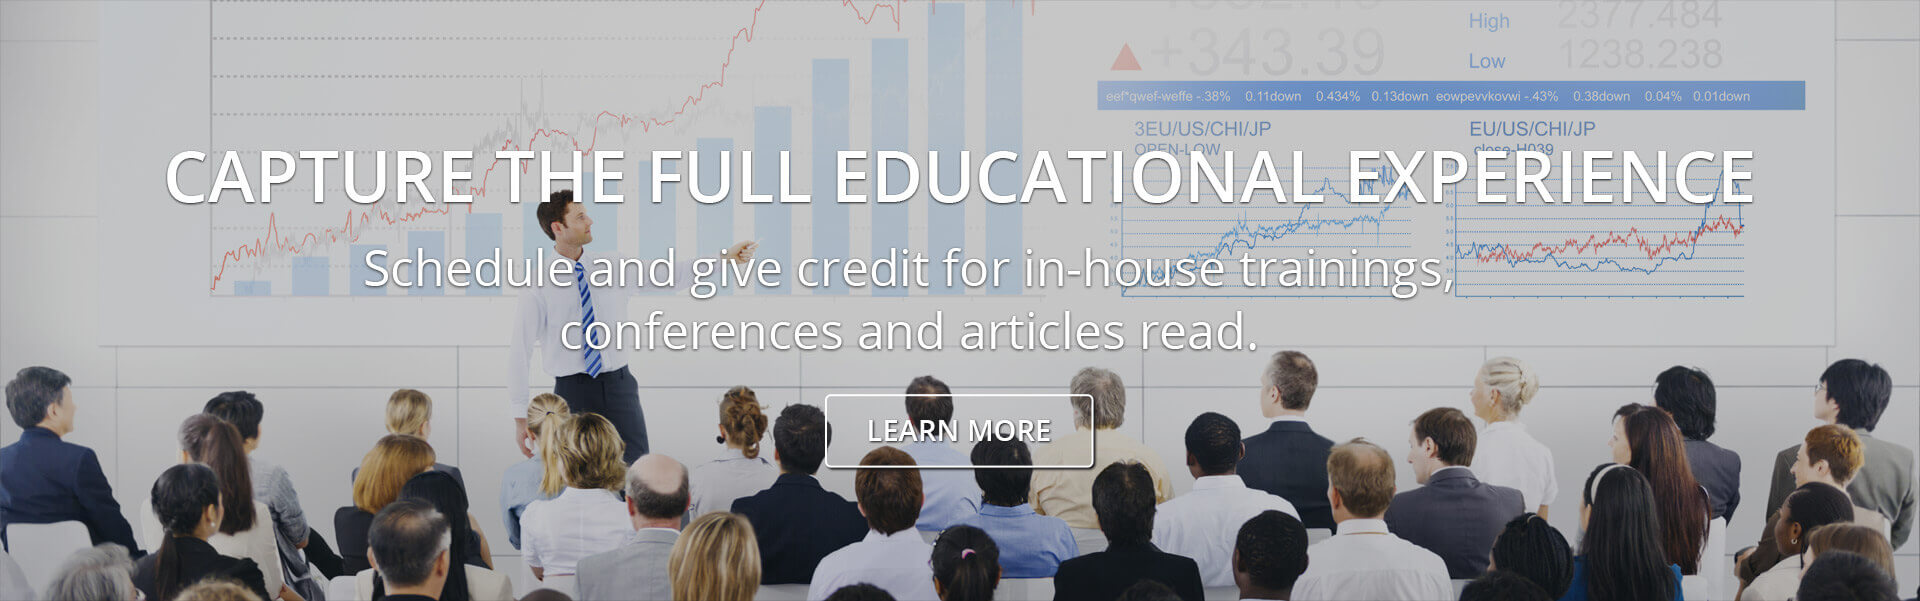 High 2377.484
+343.39
Low 1238.238
eef*qwef-weffe -.38% 0.11down 0.434% 0.13down eowpevvkovwi -.43% 0.38down 0.04% 0.01down
3EU/US/CHI/JP
OPEN-LOW
EU/US/CHI/JP
close-H039
CAPTURE THE FULL EDUCATIONAL EXPERIENCE
Schedule and give credit for in-house trainings,
conferences and articles read.
LEARN MORE